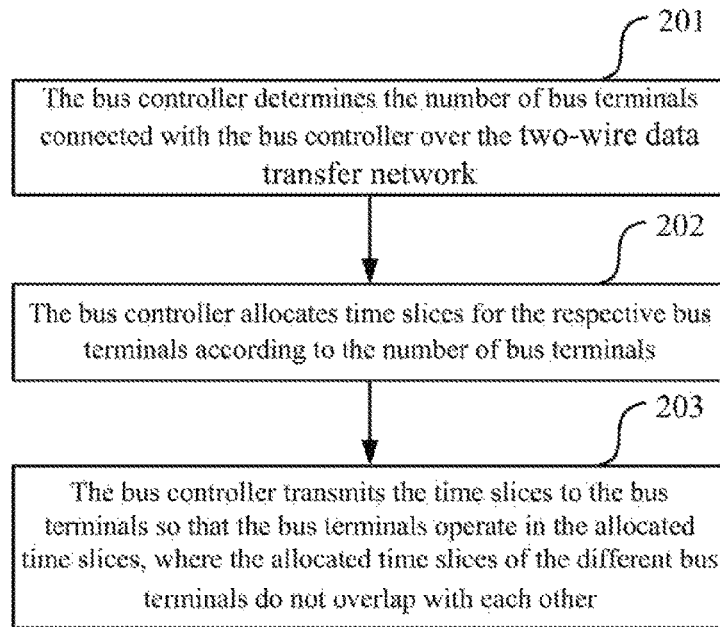 201
The bus controller determines the number of bus terminals
connected with the bus controller over the two-wire data
transfer network
202
The bus controller allocates time slices for the respective bus
terminals according to the number of bus terminals
203
The bus controller transmits the time slices to the bus
terminals so that the bus terminals operate in the allocated
time slices, where the allocated time slices of the different bus
terminals do not overlap with each other